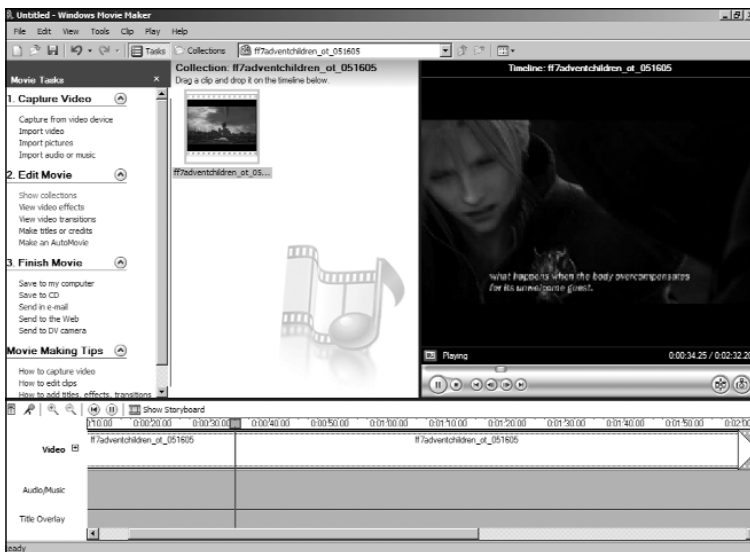 Untitled - Windows Movie Maker
File Edit View Tools Clip Play Help
Tasks Collections ff7adventchildren_ot_051605
Movie Tasks
1. Capture Video
Capture from video device
Import video
Import pictures
Import audio or music
2. Edit Movie
Show collections
View video effects
View video transitions
Make titles or credits
Make an AutoMovie
3. Finish Movie
Save to my computer
Save to CD
Send in e-mail
Send to the Web
Send to DV camera
Movie Making Tips
How to capture video
How to edit clips
How to add titles, effects, transitions
Collection: ff7adventchildren_ot_051605
Drag a clip and drop it on the timeline below.
ff7adventchildren_ot_05...
Timeline: ff7adventchildren_ot_051605
what happens when the body overcompensates
for its unwelcome guest.
Playing 0:00:34.25 / 0:02:32.20
Show Storyboard
0:00:20.00 0:00:30.00 0:00:40.00 0:00:50.00 0:01:00.00 0:01:10.00 0:01:20.00 0:01:30.00 0:01:40.00 0:01:50.00
Video ff7adventchildren_ot_051605 ff7adventchildren_ot_051605
Audio/Music
Title Overlay